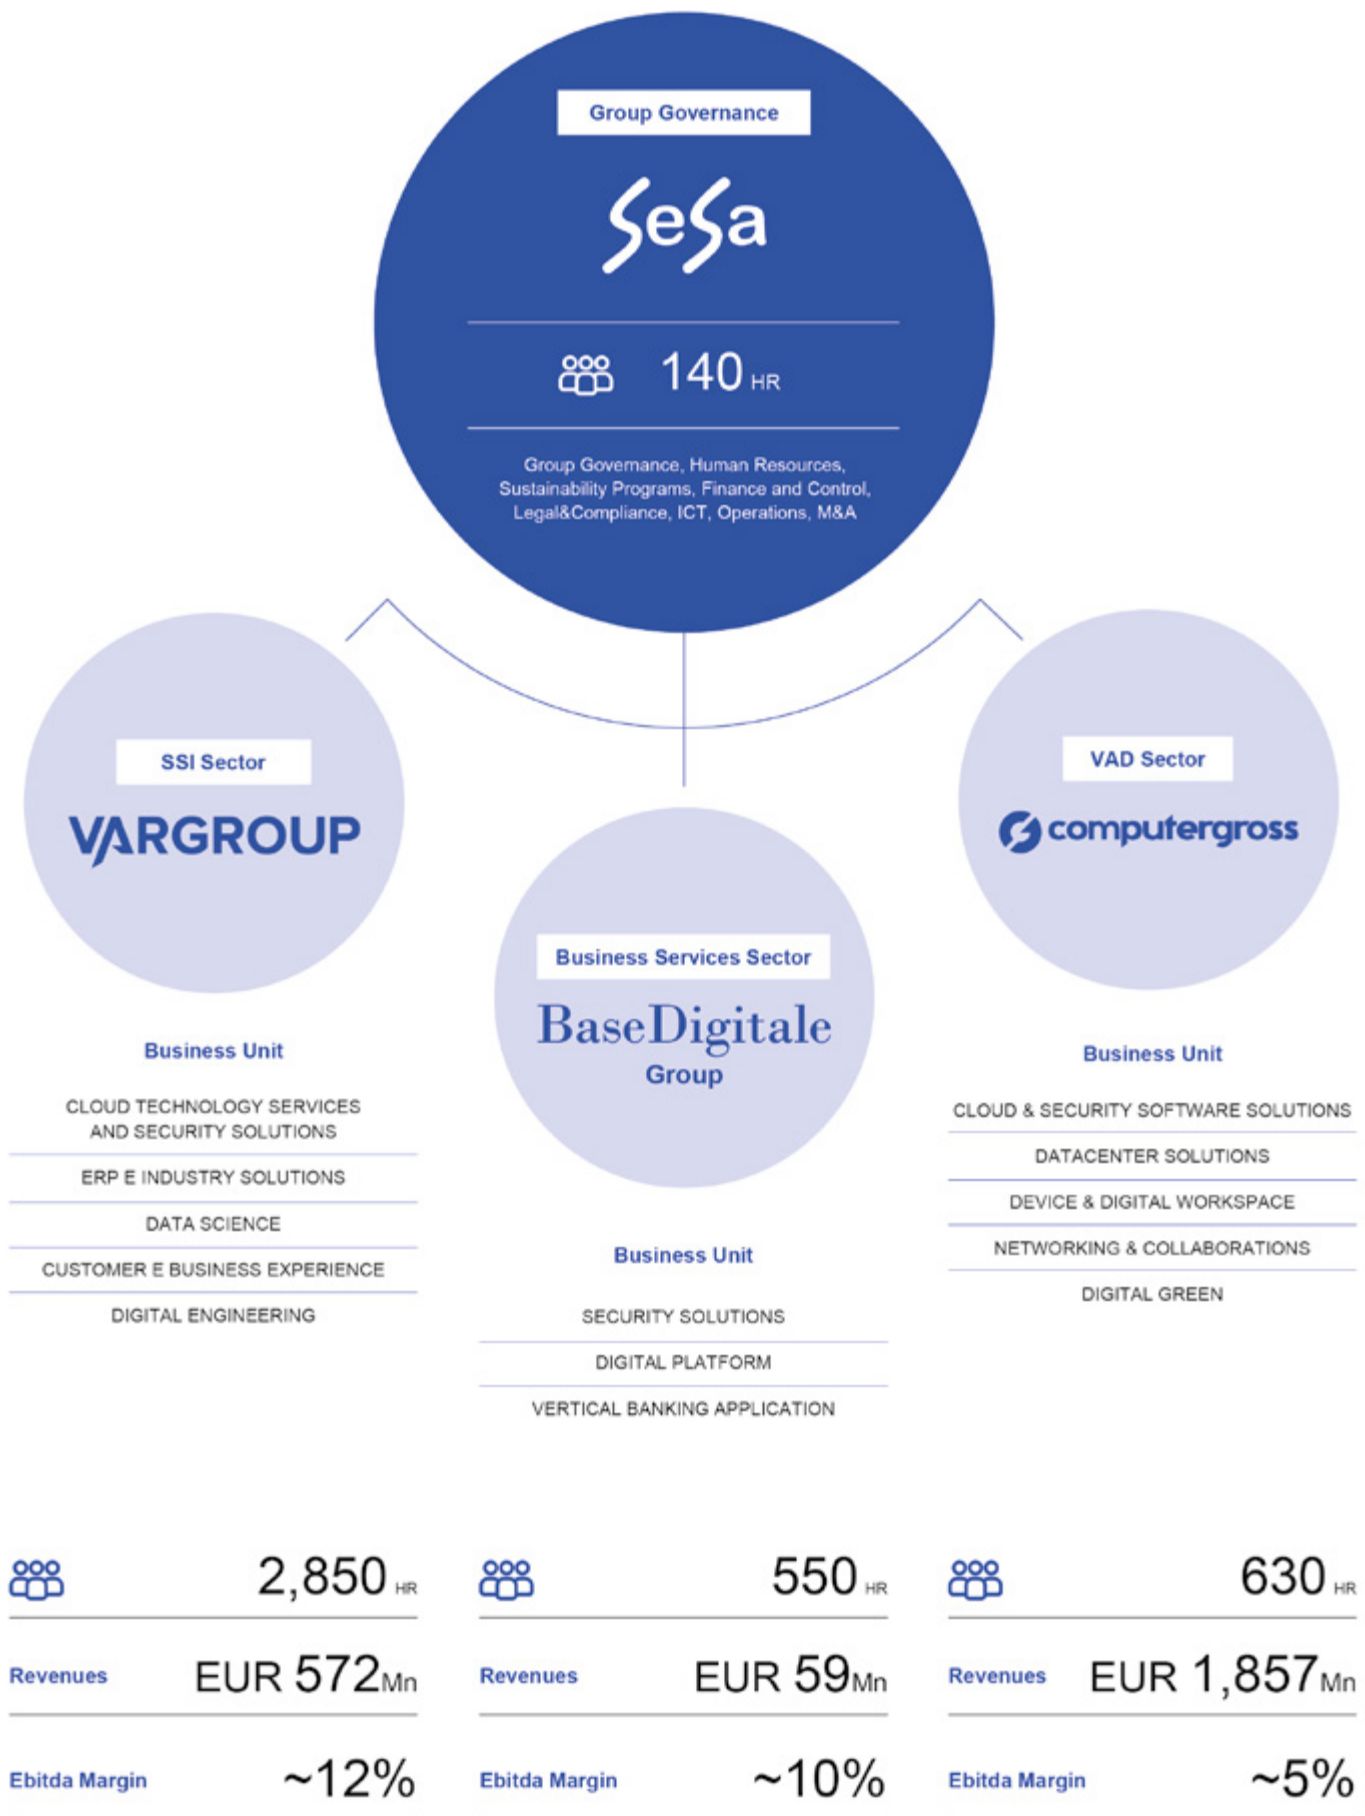 Group Governance
SeSa
140 HR
Group Governance, Human Resources,
Sustainability Programs, Finance and Control,
Legal&Compliance, ICT, Operations, M&A
SSI Sector
VARGROUP
Business Unit
CLOUD TECHNOLOGY SERVICES
AND SECURITY SOLUTIONS
ERP E INDUSTRY SOLUTIONS
DATA SCIENCE
CUSTOMER E BUSINESS EXPERIENCE
DIGITAL ENGINEERING
Business Services Sector
BaseDigitale
Group
Business Unit
SECURITY SOLUTIONS
DIGITAL PLATFORM
VERTICAL BANKING APPLICATION
VAD Sector
computergross
Business Unit
CLOUD & SECURITY SOFTWARE SOLUTIONS
DATACENTER SOLUTIONS
DEVICE & DIGITAL WORKSPACE
NETWORKING & COLLABORATIONS
DIGITAL GREEN
2,850 HR
Revenues EUR 572Mn
Ebitda Margin ~12%
550 HR
Revenues EUR 59Mn
Ebitda Margin ~10%
630 HR
Revenues EUR 1,857Mn
Ebitda Margin ~5%